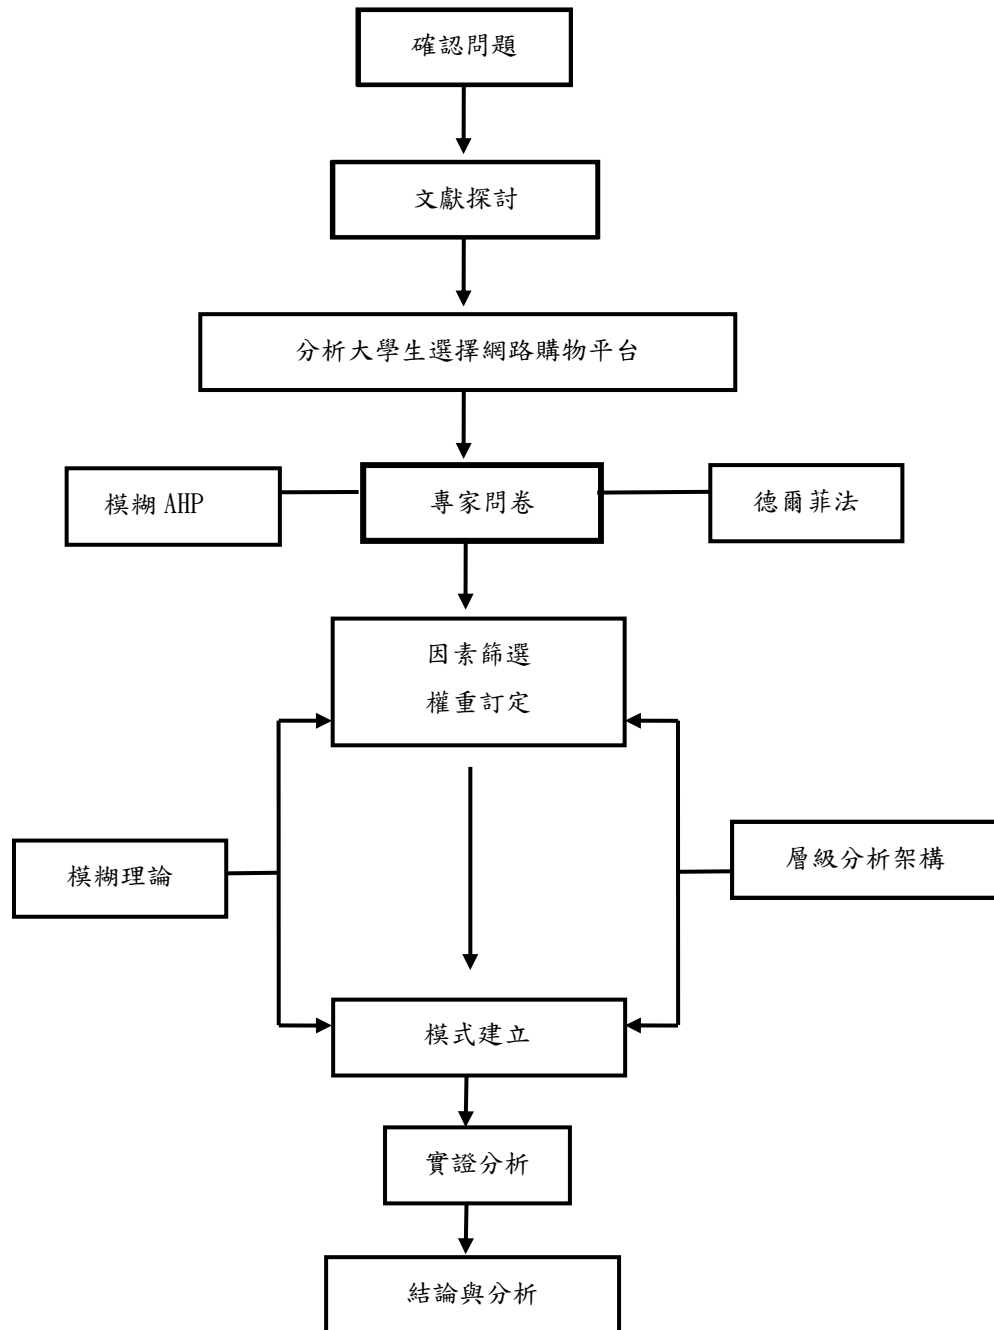 確認問題
文獻探討
分析大學生選擇網路購物平台
模糊 AHP
專家問卷
德爾菲法
因素篩選
權重訂定
模糊理論
層級分析架構
模式建立
實證分析
結論與分析